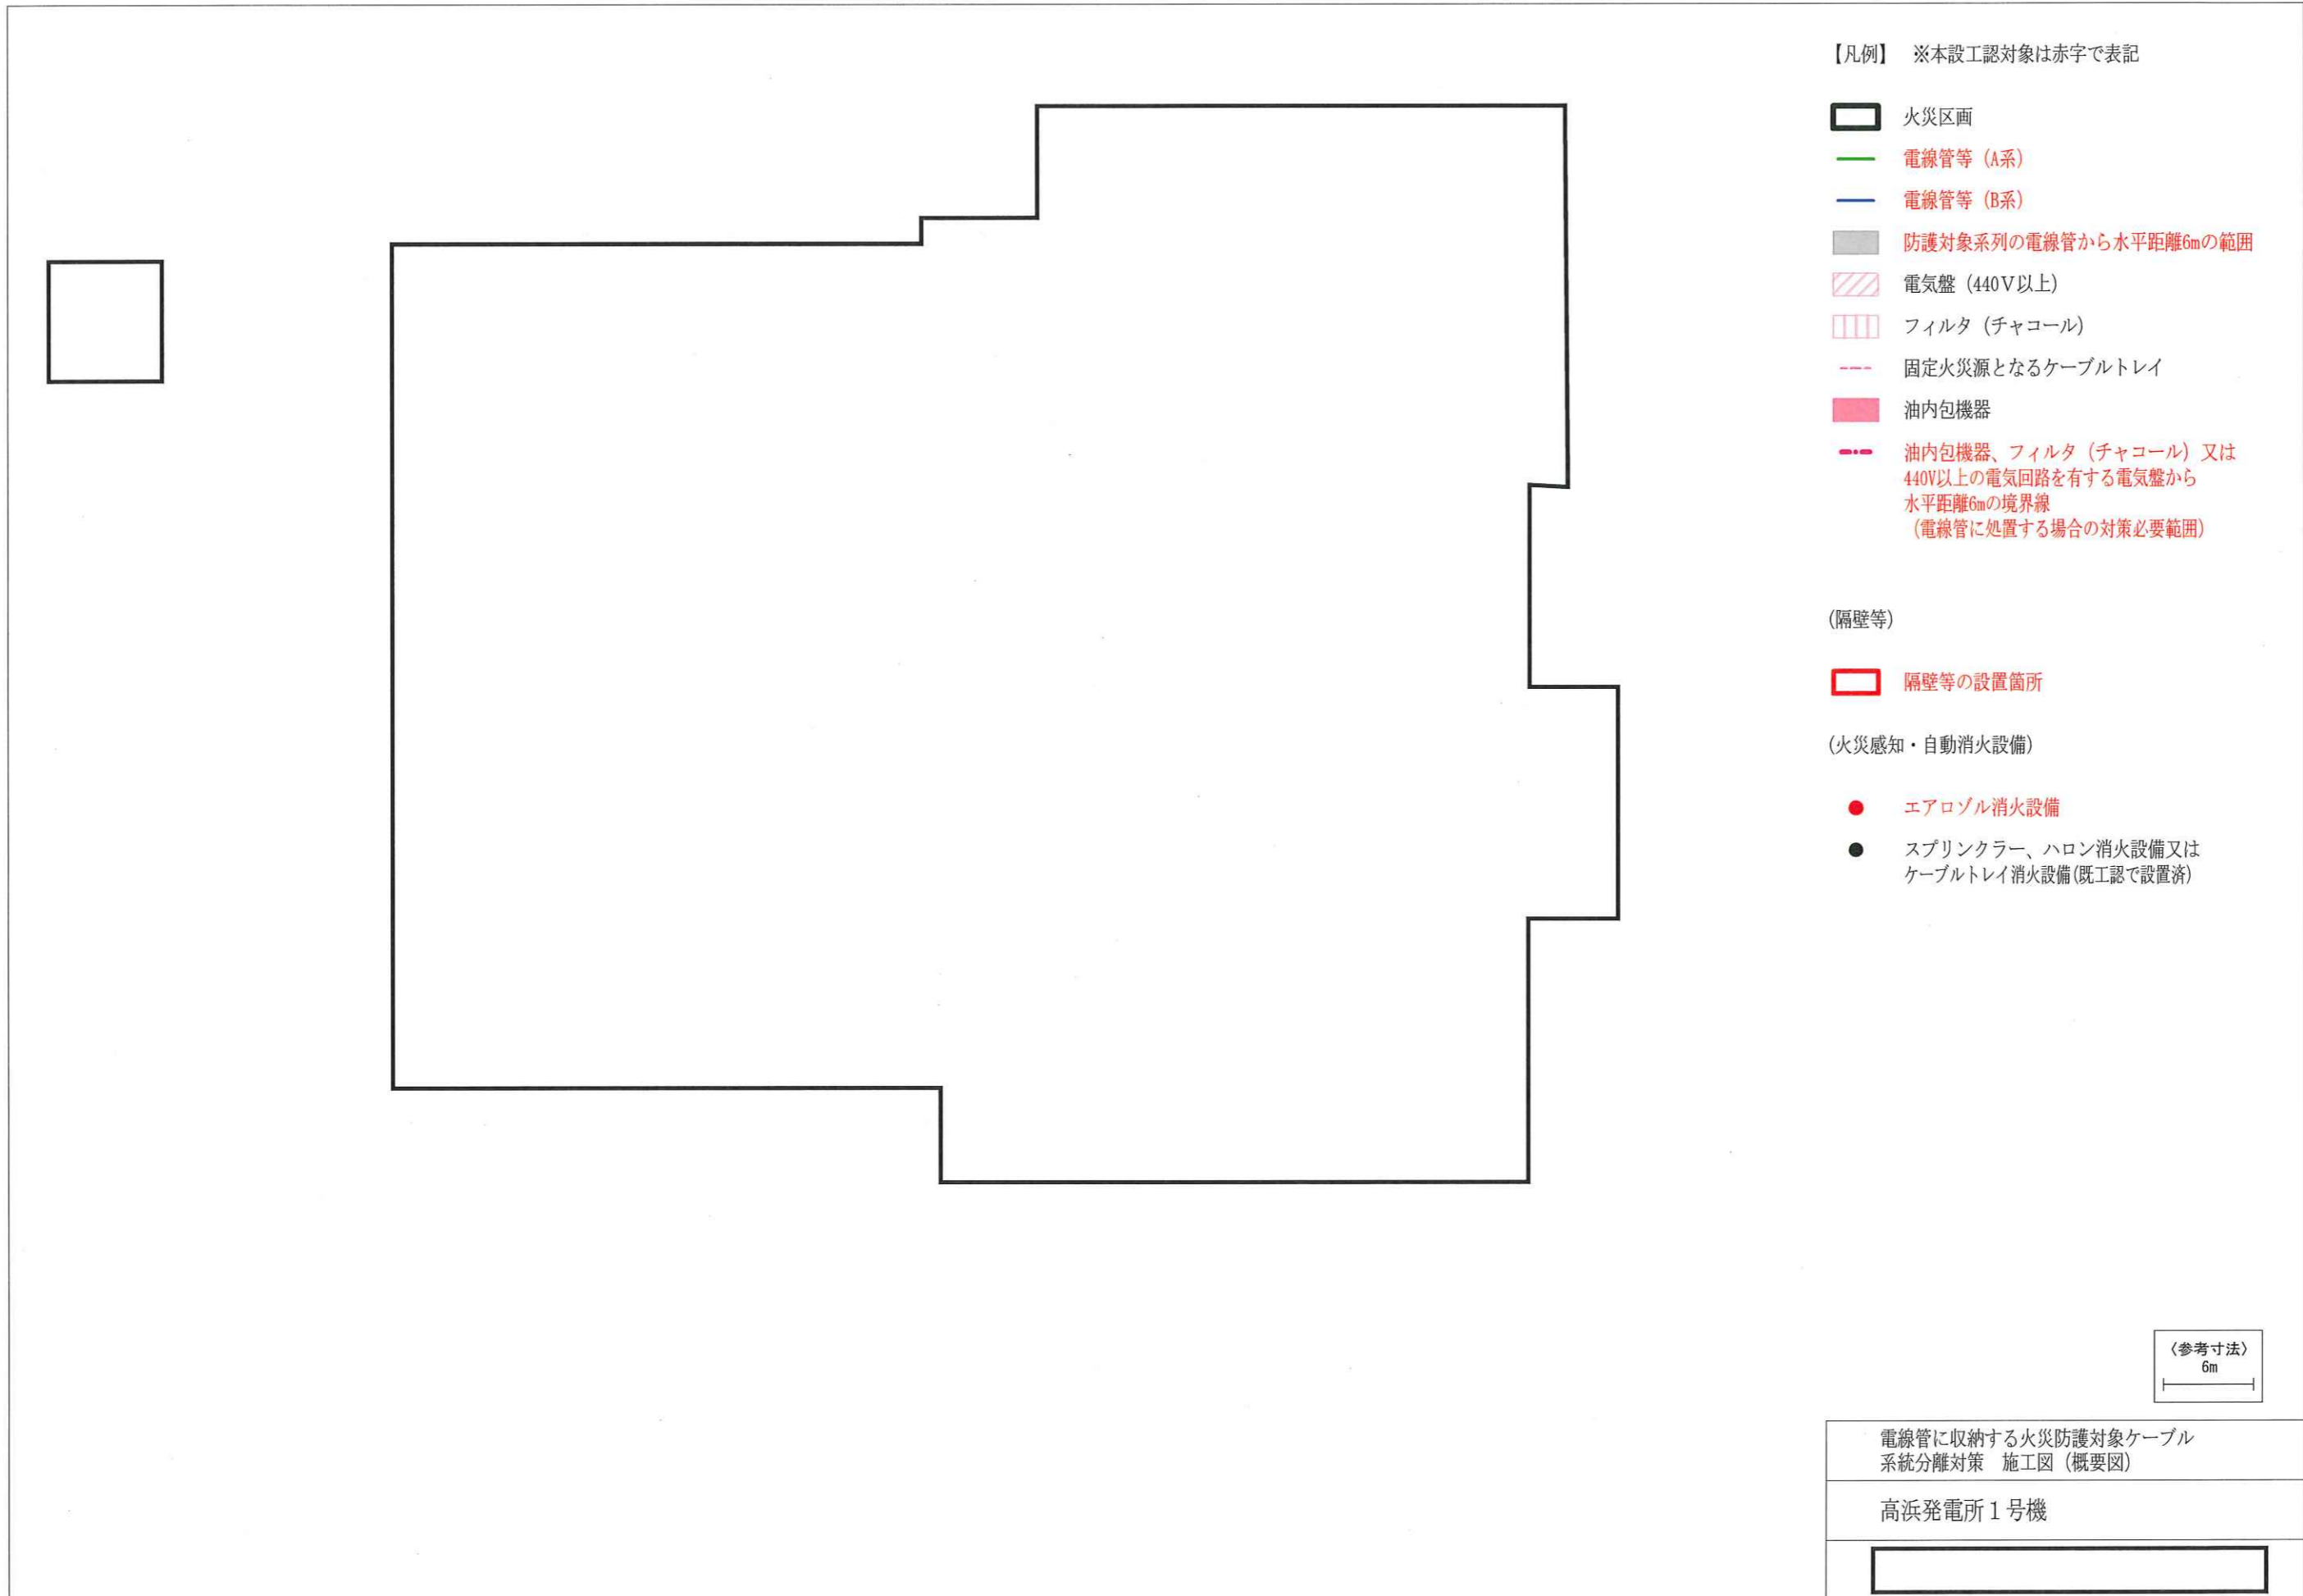 【凡例】　※本設工認対象は赤字で表記
火災区画
電線管等（A系）
電線管等（B系）
防護対象系列の電線管から水平距離6mの範囲
電気盤（440Ｖ以上）
フィルタ（チャコール）
固定火災源となるケーブルトレイ
油内包機器
油内包機器、フィルタ（チャコール）又は
440V以上の電気回路を有する電気盤から
水平距離6mの境界線
（電線管に処置する場合の対策必要範囲）
(隔壁等)
隔壁等の設置箇所
(火災感知・自動消火設備)
エアロゾル消火設備
スプリンクラー、ハロン消火設備又は
ケーブルトレイ消火設備(既工認で設置済)
〈参考寸法〉
6m
電線管に収納する火災防護対象ケーブル
系統分離対策　施工図（概要図）
高浜発電所１号機